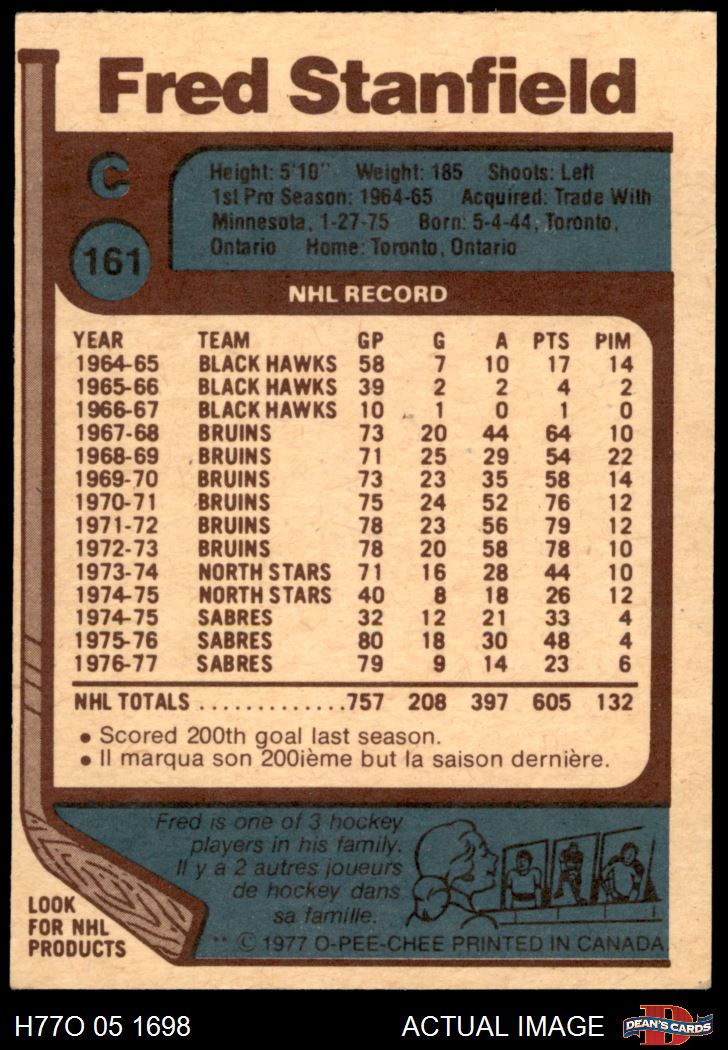 Fred Stanfield
C
161
Height: 5'10" Weight: 185 Shoots: Left
1st Pro Season: 1964-65 Acquired: Trade With
Minnesota, 1-27-75 Born: 5-4-44, Toronto,
Ontario Home: Toronto, Ontario
NHL RECORD
YEAR TEAM GP G A PTS PIM
1964-65 BLACK HAWKS 58 7 10 17 14
1965-66 BLACK HAWKS 39 2 2 4 2
1966-67 BLACK HAWKS 10 1 0 1 0
1967-68 BRUINS 73 20 44 64 10
1968-69 BRUINS 71 25 29 54 22
1969-70 BRUINS 73 23 35 58 14
1970-71 BRUINS 75 24 52 76 12
1971-72 BRUINS 78 23 56 79 12
1972-73 BRUINS 78 20 58 78 10
1973-74 NORTH STARS 71 16 28 44 10
1974-75 NORTH STARS 40 8 18 26 12
1974-75 SABRES 32 12 21 33 4
1975-76 SABRES 80 18 30 48 4
1976-77 SABRES 79 9 14 23 6
NHL TOTALS .............757 208 397 605 132
• Scored 200th goal last season.
• Il marqua son 200ième but la saison dernière.
Fred is one of 3 hockey
players in his family.
Il y a 2 autres joueurs
de hockey dans
sa famille.
LOOK
FOR NHL
PRODUCTS
** © 1977 O-PEE-CHEE PRINTED IN CANADA
H77O 05 1698 ACTUAL IMAGE
D
DEAN'S CARDS